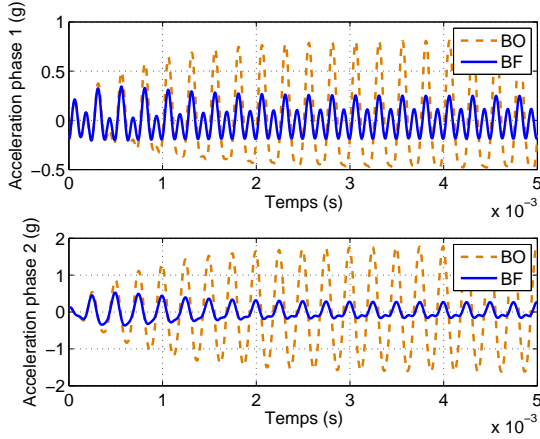 Acceleration phase 1 (g)
1
0.5
0
−0.5
BO
BF
0 1 2 3 4 5
Temps (s)
x 10⁻³
Acceleration phase 2 (g)
2
1
0
−1
−2
BO
BF
0 1 2 3 4 5
Temps (s)
x 10⁻³